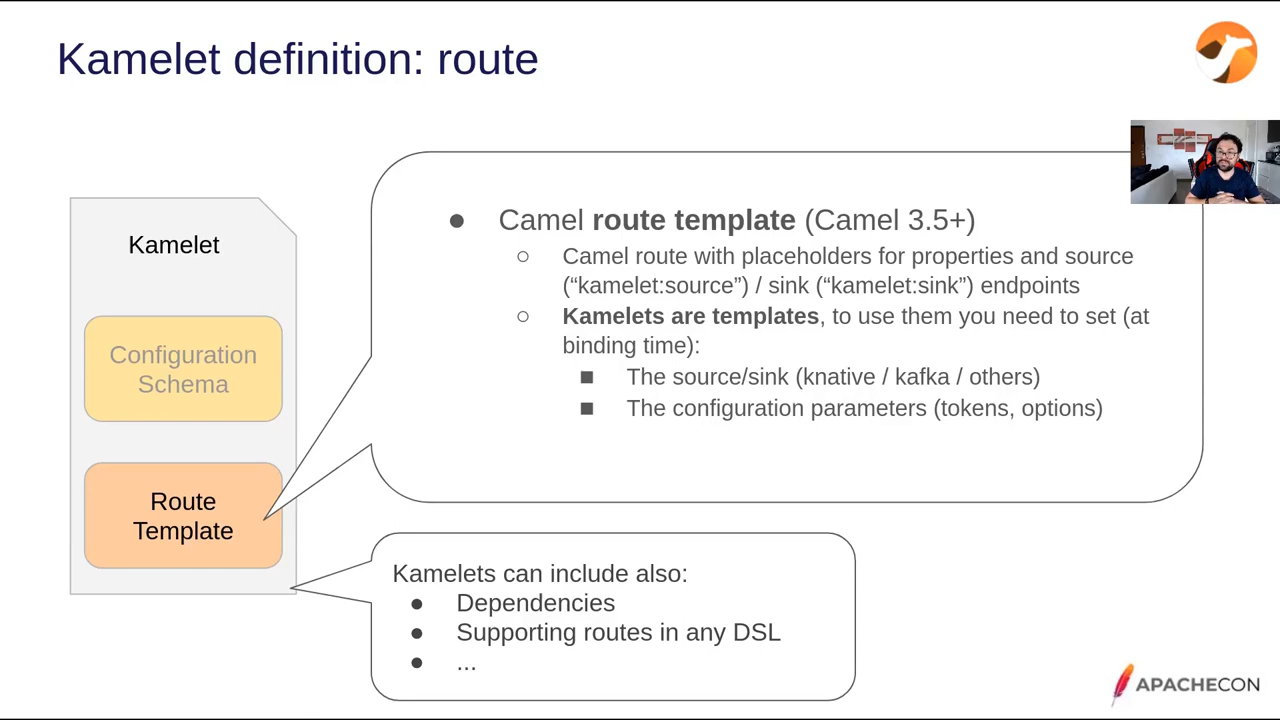 Kamelet definition: route
Kamelet
Configuration
Schema
Route
Template
● Camel route template (Camel 3.5+)
○ Camel route with placeholders for properties and source
(“kamelet:source”) / sink (“kamelet:sink”) endpoints
○ Kamelets are templates, to use them you need to set (at
binding time):
■ The source/sink (knative / kafka / others)
■ The configuration parameters (tokens, options)
Kamelets can include also:
● Dependencies
● Supporting routes in any DSL
● ...
APACHECON